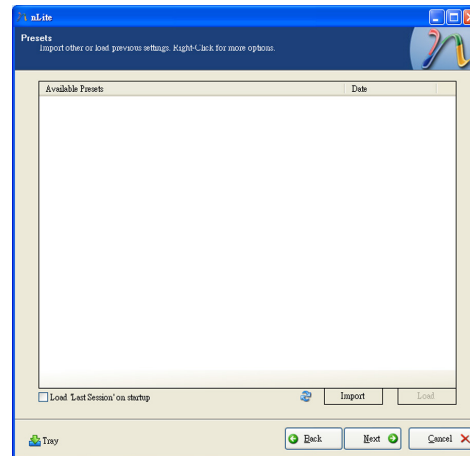 nLite
Presets
Import other or load previous settings. Right-Click for more options.
Available Presets Date
Load 'Last Session' on startup
Import
Load
Tray
Back
Next
Cancel